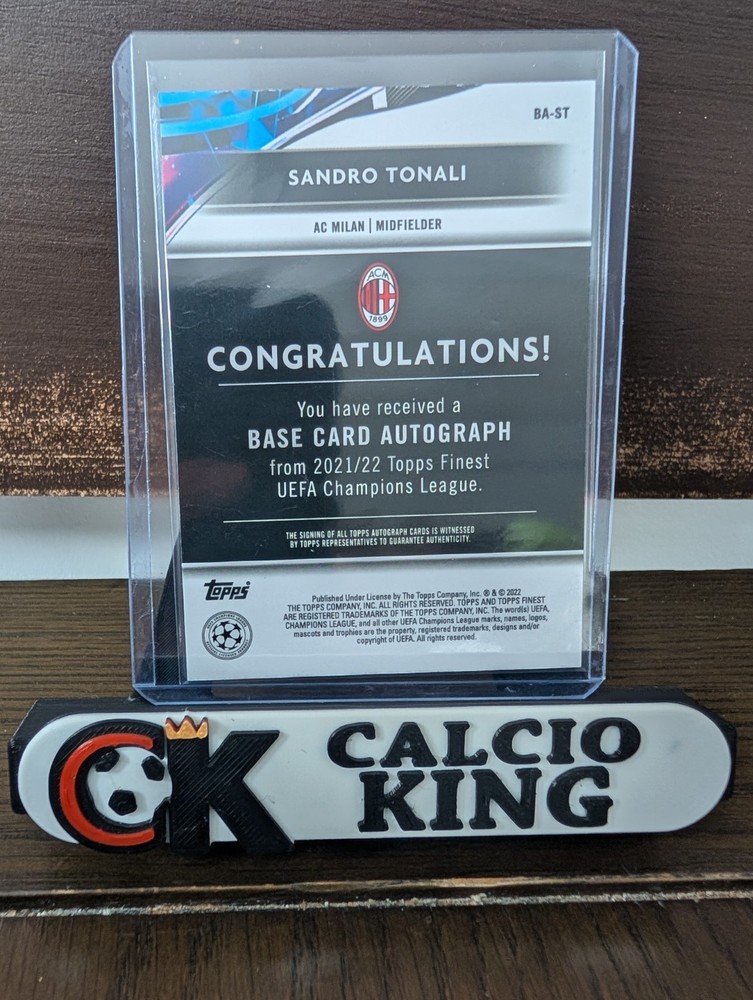 BA-ST
SANDRO TONALI
AC MILAN | MIDFIELDER
ACM
1899
CONGRATULATIONS!
You have received a
BASE CARD AUTOGRAPH
from 2021/22 Topps Finest
UEFA Champions League.
THE SIGNING OF ALL TOPPS AUTOGRAPH CARDS IS WITNESSED
BY TOPPS REPRESENTATIVES TO GUARANTEE AUTHENTICITY.
Topps
Published Under License by The Topps Company, Inc. ® & © 2022
THE TOPPS COMPANY, INC. ALL RIGHTS RESERVED. TOPPS AND TOPPS FINEST
ARE REGISTERED TRADEMARKS OF THE TOPPS COMPANY, INC. The word(s) UEFA,
CHAMPIONS LEAGUE, and all other UEFA Champions League marks, names, logos,
mascots and trophies are the property, registered trademarks, designs and/or
copyright of UEFA. All rights reserved.
CK
CALCIO
KING